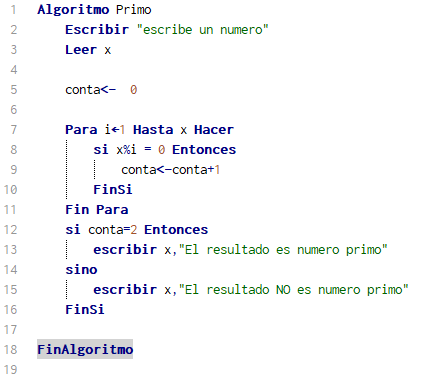 1 Algoritmo Primo
2 Escribir "escribe un numero"
3 Leer x
4
5 conta<- 0
6
7 Para i←1 Hasta x Hacer
8 si x%i = 0 Entonces
9 conta<-conta+1
10 FinSi
11 Fin Para
12 si conta=2 Entonces
13 escribir x,"El resultado es numero primo"
14 sino
15 escribir x,"El resultado NO es numero primo"
16 FinSi
17
18 FinAlgoritmo
19